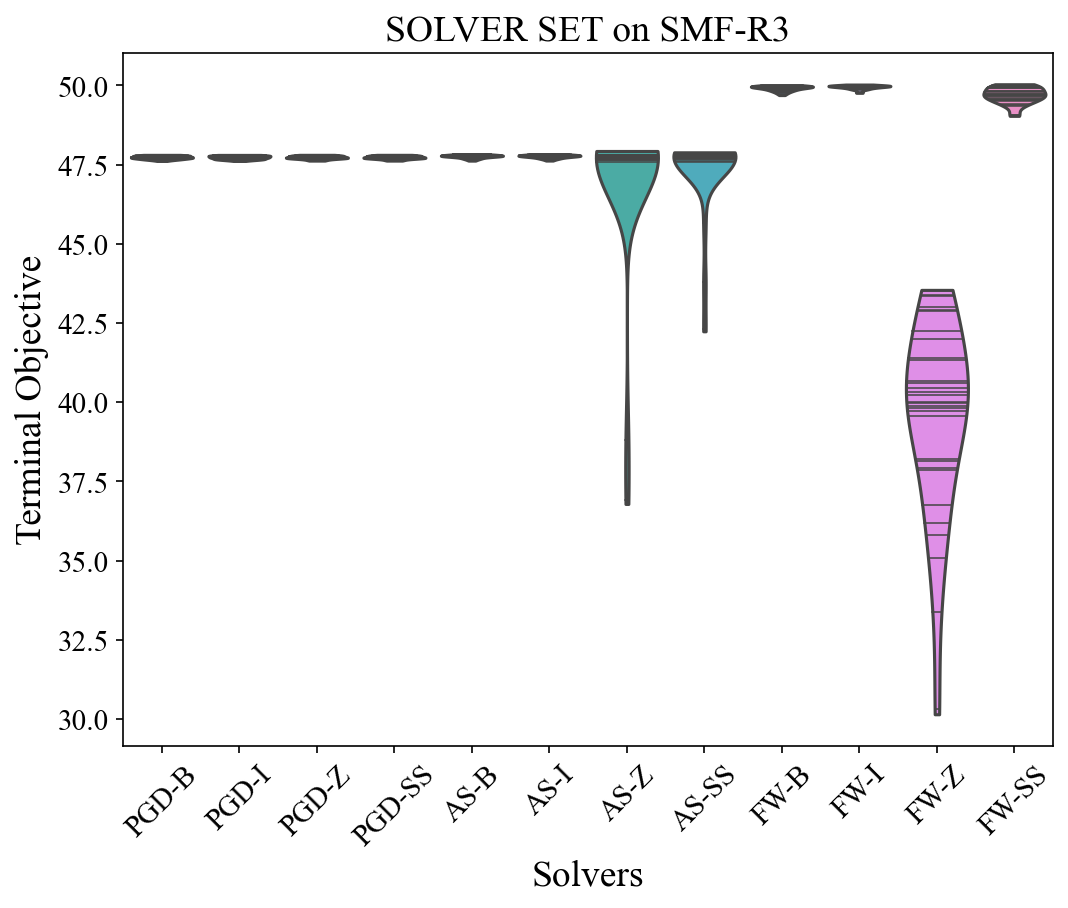 SOLVER SET on SMF-R3
Terminal Objective
50.0
47.5
45.0
42.5
40.0
37.5
35.0
32.5
30.0
PGD-B
PGD-I
PGD-Z
PGD-SS
AS-B
AS-I
AS-Z
AS-SS
FW-B
FW-I
FW-Z
FW-SS
Solvers